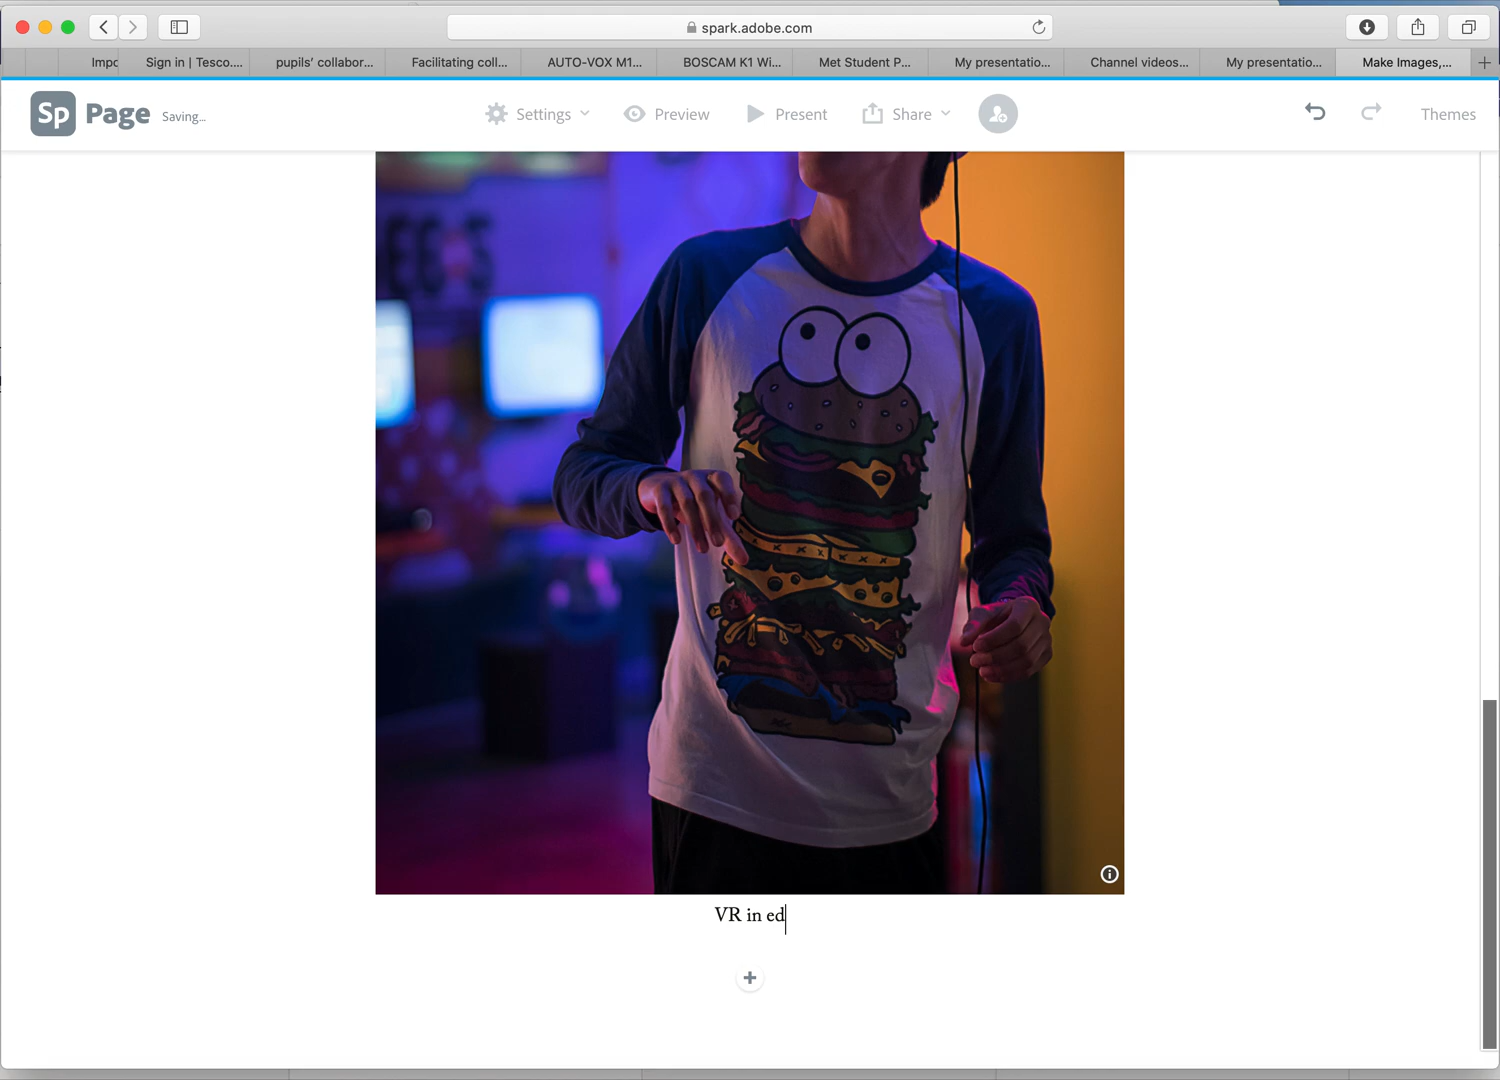 spark.adobe.com
Impo
Sign in | Tesco....
pupils' collabor...
Facilitating coll...
AUTO-VOX M1...
BOSCAM K1 Wi...
Met Student P...
My presentatio...
Channel videos...
My presentatio...
Make Images,...
Sp Page Saving...
Settings
Preview
Present
Share
Themes
VR in ed